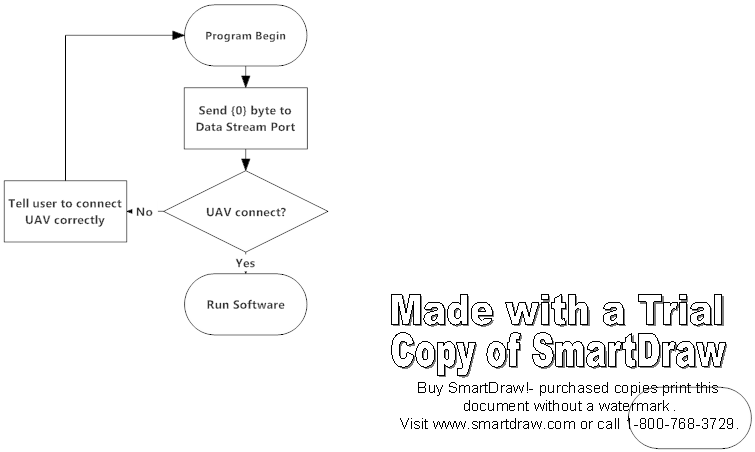 Program Begin
Send {0} byte to
Data Stream Port
Tell user to connect
UAV correctly
No
UAV connect?
Yes
Run Software
Made with a Trial
Copy of SmartDraw
Buy SmartDraw!- purchased copies print this
document without a watermark .
Visit www.smartdraw.com or call 1-800-768-3729.